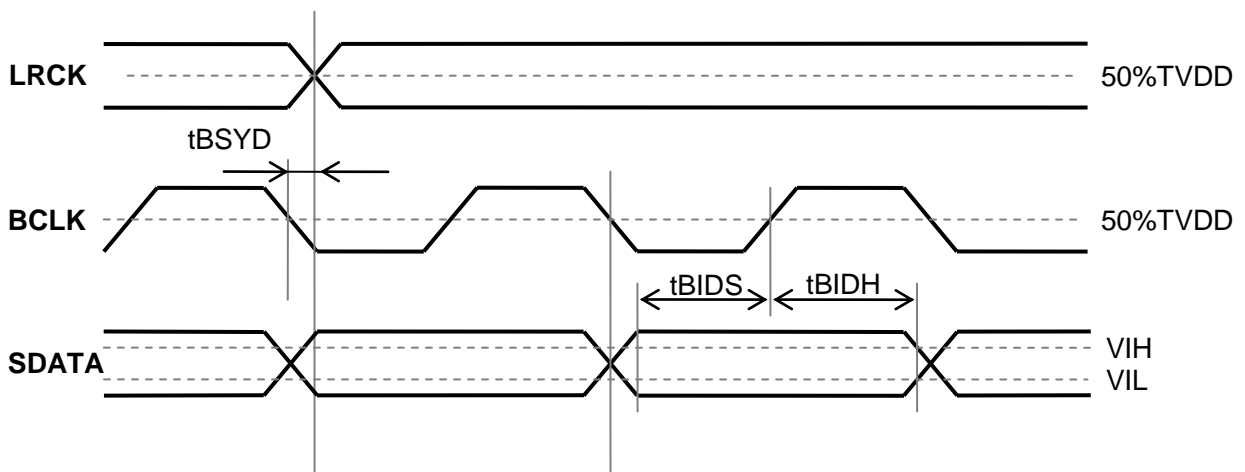 LRCK
50%TVDD
tBSYD
BCLK
50%TVDD
tBIDS
tBIDH
SDATA
VIH
VIL